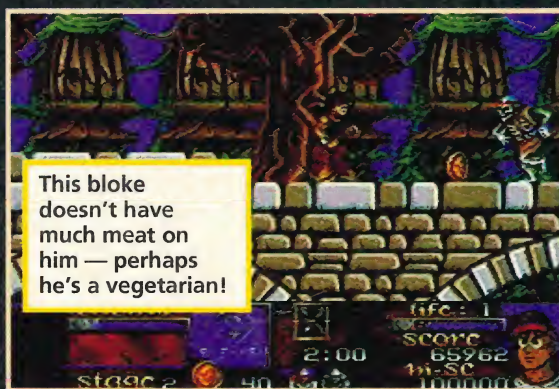 This bloke
doesn't have
much meat on
him — perhaps
he's a vegetarian!
life: 1
score
2:00 65962
stage 2 40 hi-sc
100000